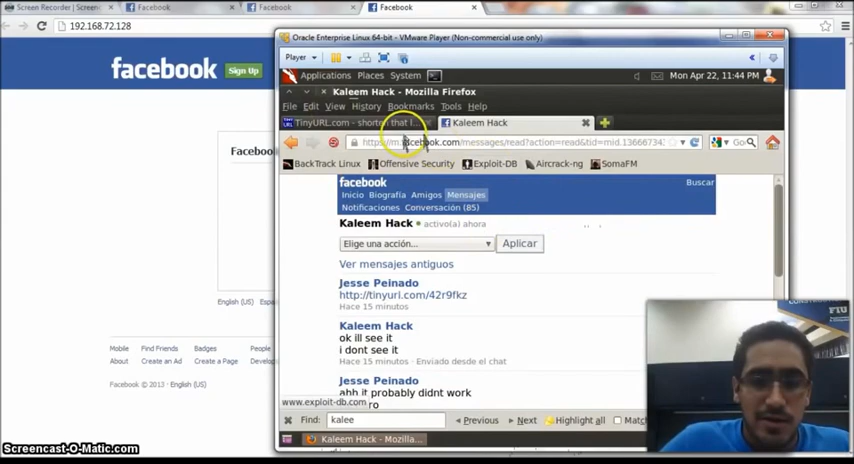 Screen Recorder |
Facebook
Facebook
Facebook
192.168.72.128
facebook
Sign Up
English (US)
Mobile Find Friends Badges
About Create an Ad Create a Page
Facebook © 2013 · English (US)
Oracle Enterprise Linux 64-bit - VMware Player (Non-commercial use only)
Player
Applications Places System
Mon Apr 22, 11:44 PM
Kaleem Hack - Mozilla Firefox
File Edit View History Bookmarks Tools Help
TinyURL.com - shorten that l...
Kaleem Hack
https://m.facebook.com/messages/read?action=read&tid=mid.136667343
BackTrack Linux Offensive Security Exploit-DB Aircrack-ng SomaFM
facebook
Buscar
Inicio Biografía Amigos Mensajes
Notificaciones Conversación (85)
Kaleem Hack activo(a) ahora
Elige una acción... Aplicar
Ver mensajes antiguos
Jesse Peinado
http://tinyurl.com/42r9fkz
Hace 15 minutos
Kaleem Hack
ok ill see it
i dont see it
Hace 15 minutos · Enviado desde el chat
Jesse Peinado
ahh it probably didnt work
www.exploit-db.com
Find: kalee Previous Next Highlight all
Kaleem Hack - Mozilla...
Screencast-O-Matic.com